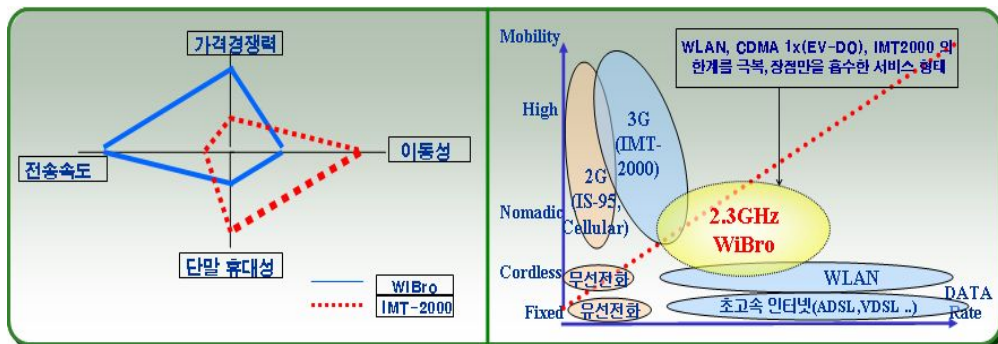 가격경쟁력
전송속도
이동성
단말 휴대성
WIBro
IMT-2000
Mobility
WLAN, CDMA 1x(EV-DO), IMT2000 의
한계를 극복, 장점만을 흡수한 서비스 형태
High
3G
(IMT-
2000)
2G
(IS-95,
Cellular)
Nomadic
2.3GHz
WiBro
Cordless
무선전화
WLAN
Fixed
유선전화
초고속 인터넷(ADSL,VDSL ..)
DATA
Rate